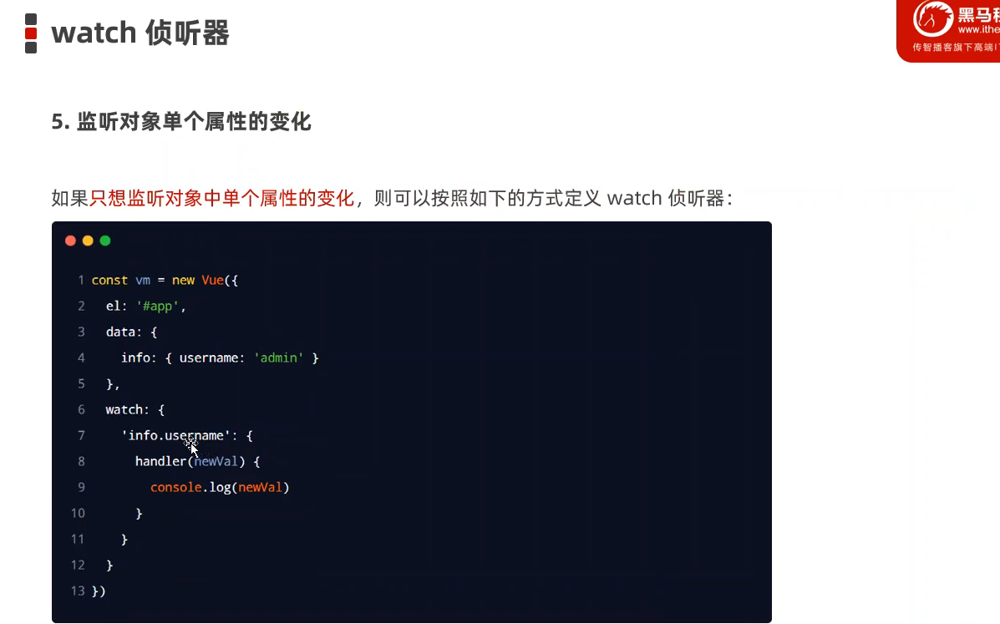 watch 侦听器
黑马
www.ithe
传智播客旗下高端I
5. 监听对象单个属性的变化
如果只想监听对象中单个属性的变化，则可以按照如下的方式定义 watch 侦听器：
1 const vm = new Vue({
2 el: '#app',
3 data: {
4 info: { username: 'admin' }
5 },
6 watch: {
7 'info.username': {
8 handler(newVal) {
9 console.log(newVal)
10 }
11 }
12 }
13 })